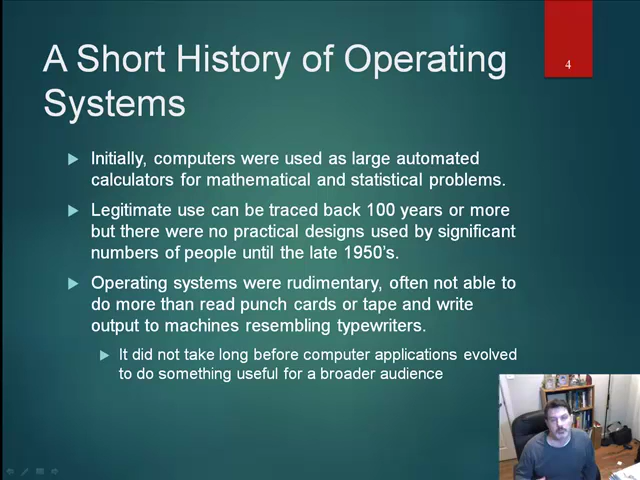 A Short History of Operating
Systems
4
Initially, computers were used as large automated
calculators for mathematical and statistical problems.
Legitimate use can be traced back 100 years or more
but there were no practical designs used by significant
numbers of people until the late 1950's.
Operating systems were rudimentary, often not able to
do more than read punch cards or tape and write
output to machines resembling typewriters.
It did not take long before computer applications evolved
to do something useful for a broader audience